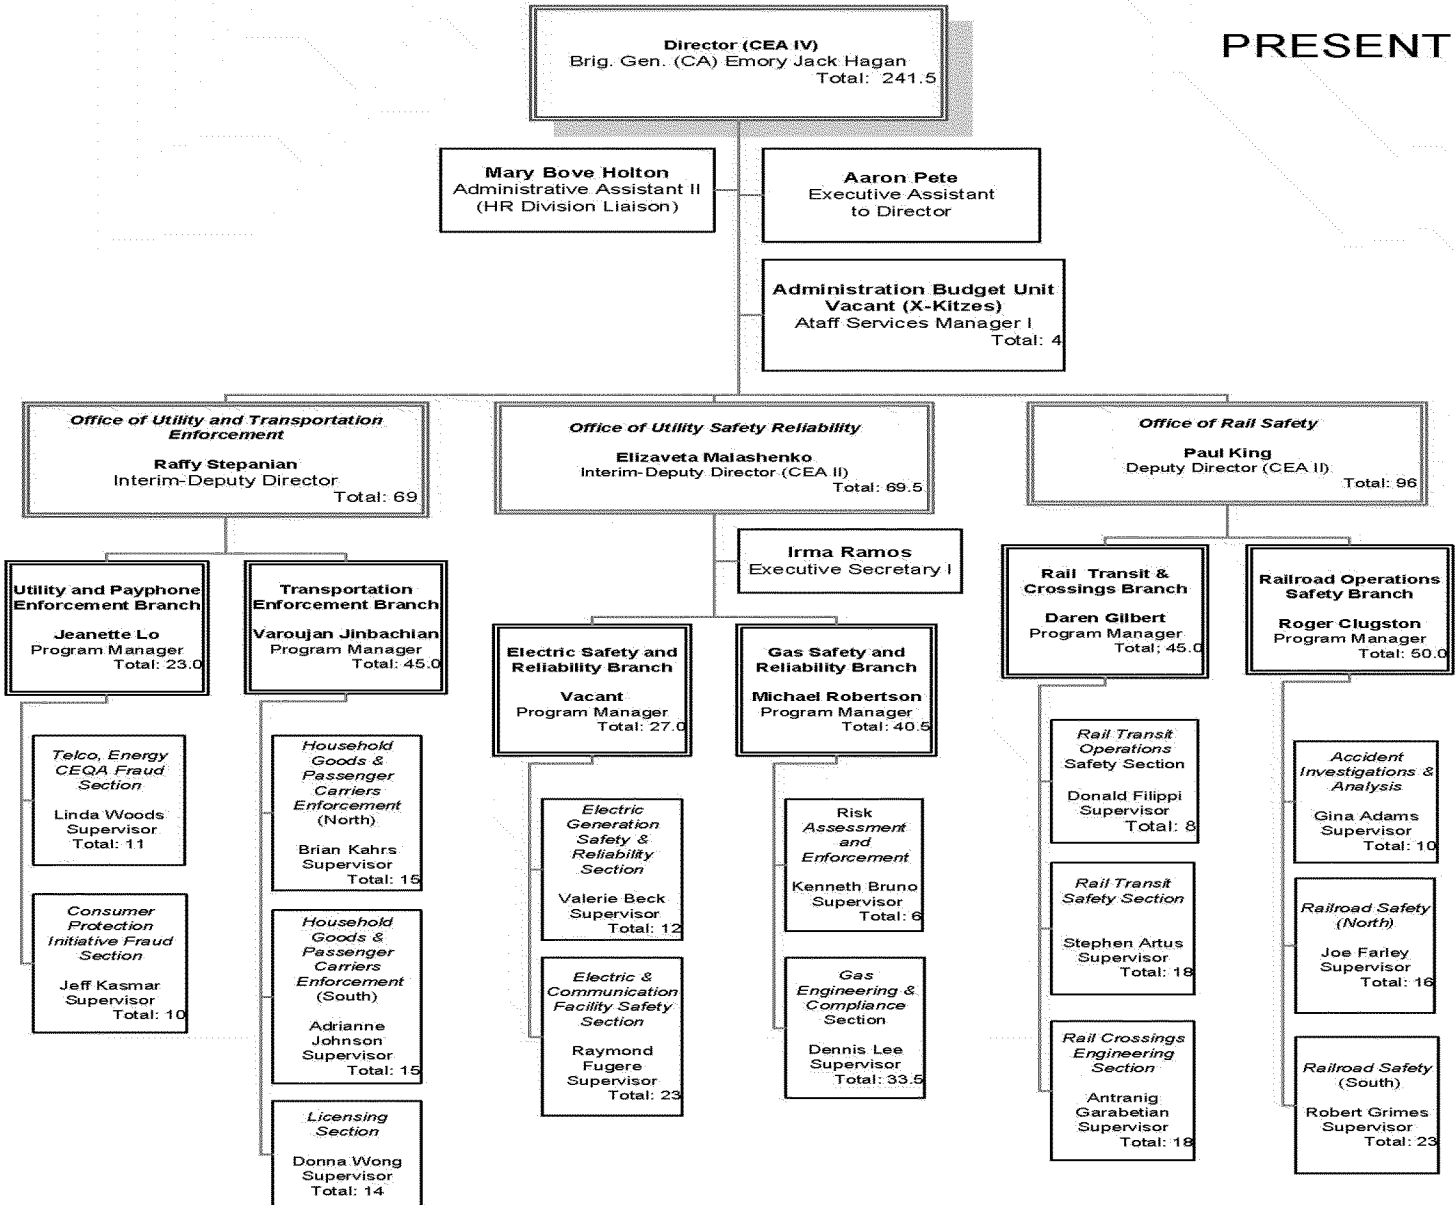 PRESENT
Director (CEA IV)
Brig. Gen. (CA) Emory Jack Hagan
Total: 241.5
Mary Bove Holton
Administrative Assistant II
(HR Division Liaison)
Aaron Pete
Executive Assistant
to Director
Administration Budget Unit
Vacant (X-Kitzes)
Ataff Services Manager I
Total: 4
Office of Utility and Transportation
Enforcement
Raffy Stepanian
Interim-Deputy Director
Total: 69
Office of Utility Safety Reliability
Elizaveta Malashenko
Interim-Deputy Director (CEA II)
Total: 69.5
Office of Rail Safety
Paul King
Deputy Director (CEA II)
Total: 96
Irma Ramos
Executive Secretary I
Utility and Payphone
Enforcement Branch
Jeanette Lo
Program Manager
Total: 23.0
Transportation
Enforcement Branch
Varoujan Jinbachian
Program Manager
Total: 45.0
Electric Safety and
Reliability Branch
Vacant
Program Manager
Total: 27.0
Gas Safety and
Reliability Branch
Michael Robertson
Program Manager
Total: 40.5
Rail Transit &
Crossings Branch
Daren Gilbert
Program Manager
Total; 45.0
Railroad Operations
Safety Branch
Roger Clugston
Program Manager
Total: 50.0
Telco, Energy
CEQA Fraud
Section
Linda Woods
Supervisor
Total: 11
Consumer
Protection
Initiative Fraud
Section
Jeff Kasmar
Supervisor
Total: 10
Household
Goods &
Passenger
Carriers
Enforcement
(North)
Brian Kahrs
Supervisor
Total: 15
Household
Goods &
Passenger
Carriers
Enforcement
(South)
Adrianne
Johnson
Supervisor
Total: 15
Licensing
Section
Donna Wong
Supervisor
Total: 14
Electric
Generation
Safety &
Reliability
Section
Valerie Beck
Supervisor
Total: 12
Electric &
Communication
Facility Safety
Section
Raymond
Fugere
Supervisor
Total: 23
Risk
Assessment
and
Enforcement
Kenneth Bruno
Supervisor
Total: 6
Gas
Engineering &
Compliance
Section
Dennis Lee
Supervisor
Total: 33.5
Rail Transit
Operations
Safety Section
Donald Filippi
Supervisor
Total: 8
Rail Transit
Safety Section
Stephen Artus
Supervisor
Total: 18
Rail Crossings
Engineering
Section
Antranig
Garabetian
Supervisor
Total: 18
Accident
Investigations &
Analysis
Gina Adams
Supervisor
Total: 10
Railroad Safety
(North)
Joe Farley
Supervisor
Total: 16
Railroad Safety
(South)
Robert Grimes
Supervisor
Total: 23